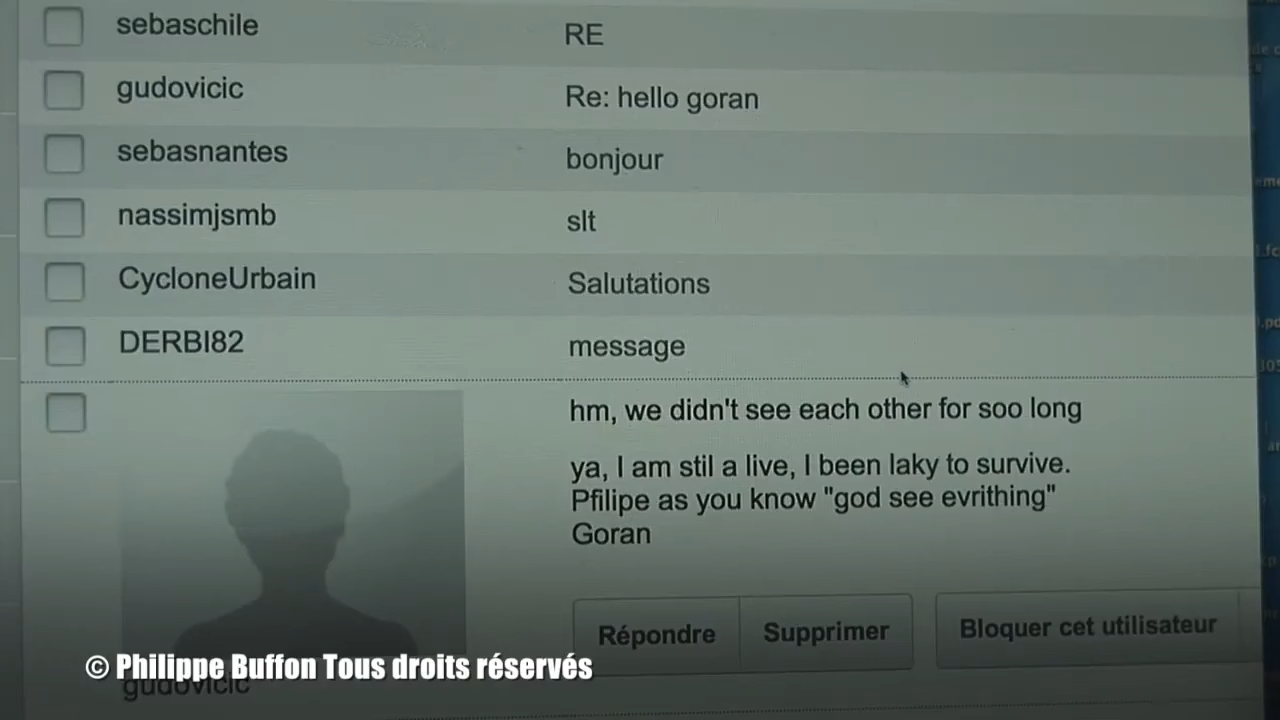 sebaschile RE
gudovicic Re: hello goran
sebasnantes bonjour
nassimjsmb slt
CycloneUrbain Salutations
DERBI82 message
hm, we didn't see each other for soo long
ya, I am stil a live, I been laky to survive.
Pfilipe as you know "god see evrithing"
Goran
Répondre Supprimer Bloquer cet utilisateur
© Philippe Buffon Tous droits réservés
gudovicic